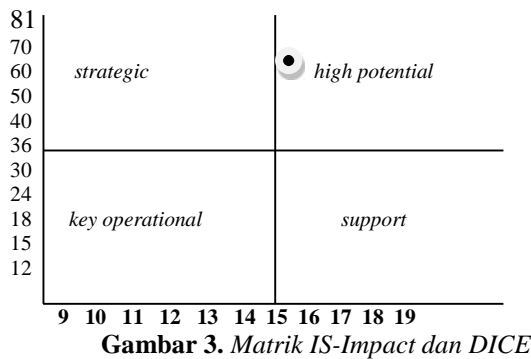 81
70
60 strategic high potential
50
40
36
30
24
18 key operational support
15
12
9 10 11 12 13 14 15 16 17 18 19
Gambar 3. Matrik IS-Impact dan DICE